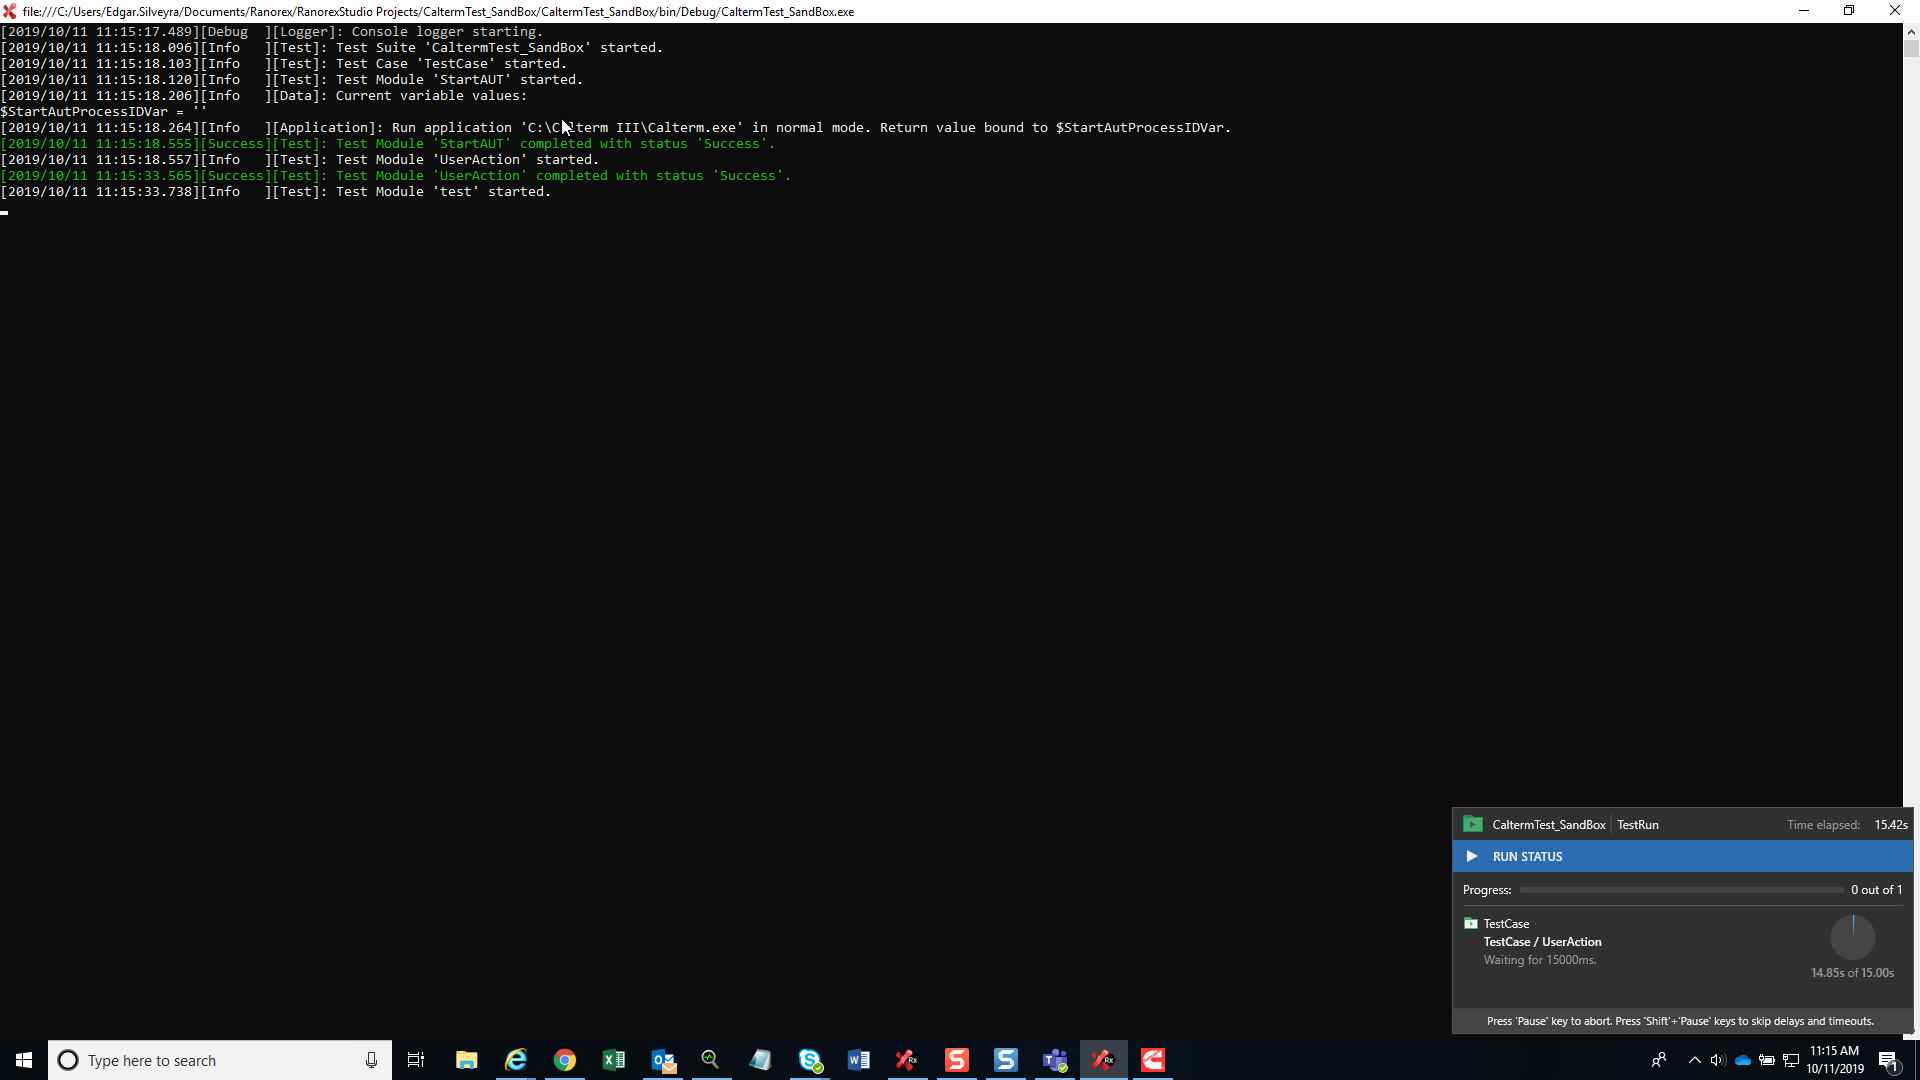 file:///C:/Users/Edgar.Silveyra/Documents/Ranorex/RanorexStudio Projects/CaltermTest_SandBox/CaltermTest_SandBox/bin/Debug/CaltermTest_SandBox.exe
[2019/10/11 11:15:17.489][Debug  ][Logger]: Console logger starting.
[2019/10/11 11:15:18.096][Info   ][Test]: Test Suite 'CaltermTest_SandBox' started.
[2019/10/11 11:15:18.103][Info   ][Test]: Test Case 'TestCase' started.
[2019/10/11 11:15:18.120][Info   ][Test]: Test Module 'StartAUT' started.
[2019/10/11 11:15:18.206][Info   ][Data]: Current variable values:
$StartAutProcessIDVar = ''
[2019/10/11 11:15:18.264][Info   ][Application]: Run application 'C:\Calterm III\Calterm.exe' in normal mode. Return value bound to $StartAutProcessIDVar.
[2019/10/11 11:15:18.555][Success][Test]: Test Module 'StartAUT' completed with status 'Success'.
[2019/10/11 11:15:18.557][Info   ][Test]: Test Module 'UserAction' started.
[2019/10/11 11:15:33.565][Success][Test]: Test Module 'UserAction' completed with status 'Success'.
[2019/10/11 11:15:33.738][Info   ][Test]: Test Module 'test' started.
CaltermTest_SandBox TestRun Time elapsed: 15.42s
RUN STATUS
Progress: 0 out of 1
TestCase
TestCase / UserAction
Waiting for 15000ms.
14.85s of 15.00s
Press 'Pause' key to abort. Press 'Shift'+'Pause' keys to skip delays and timeouts.
Type here to search
11:15 AM
10/11/2019
1